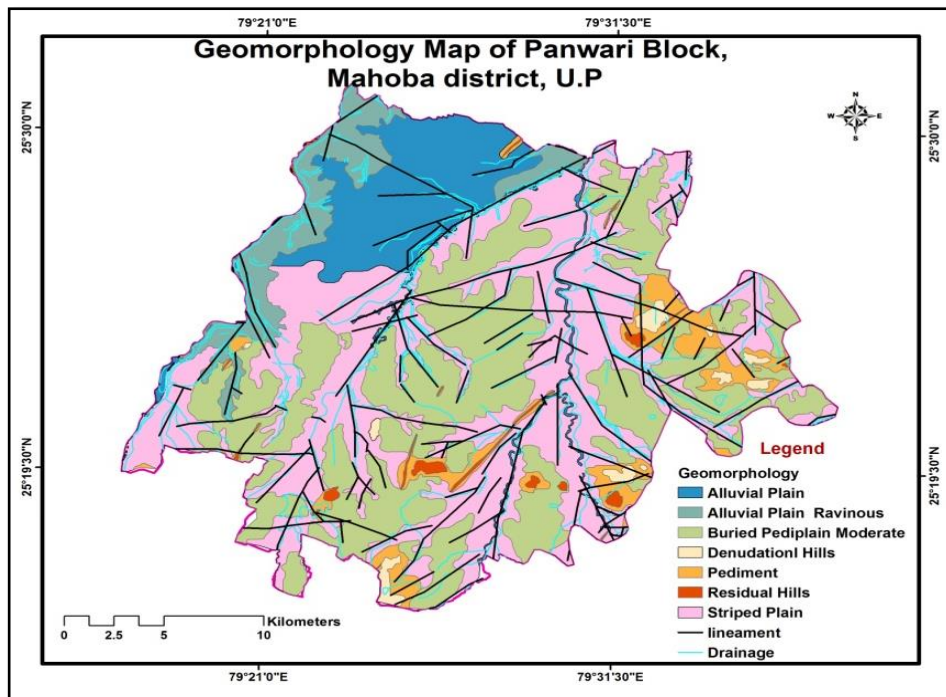 79°21'0"E 79°31'30"E
Geomorphology Map of Panwari Block,
Mahoba district, U.P
N
W E
S
25°30'0"N 25°30'0"N
25°19'30"N 25°19'30"N
Legend
Geomorphology
Alluvial Plain
Alluvial Plain Ravinous
Buried Pediplain Moderate
Denudationl Hills
Pediment
Residual Hills
Striped Plain
lineament
Drainage
Kilometers
0 2.5 5 10
79°21'0"E 79°31'30"E